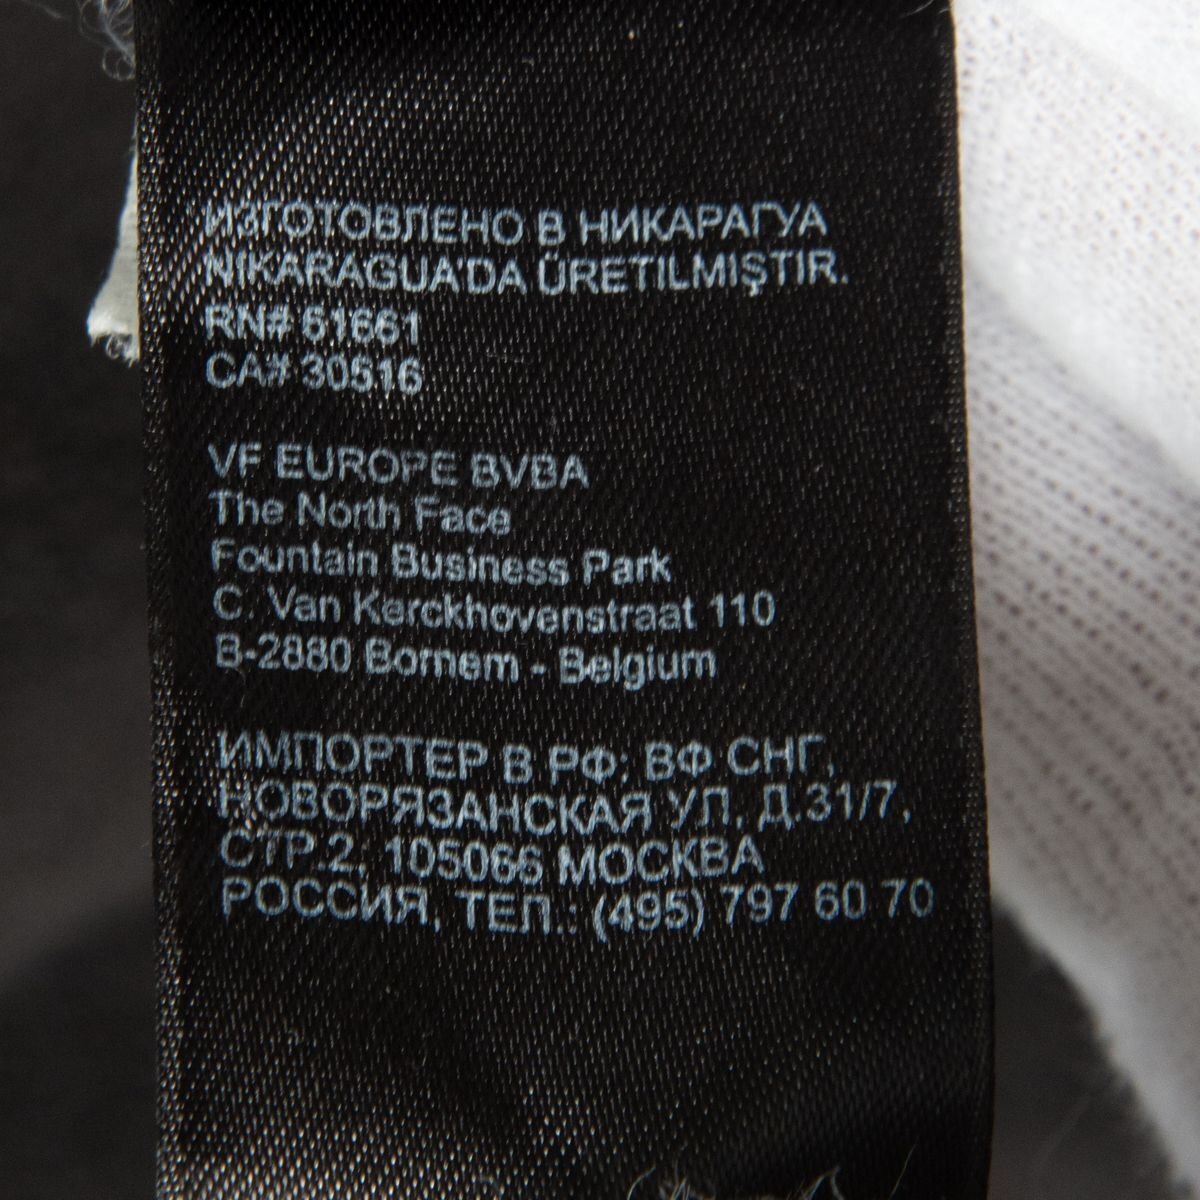 ИЗГОТОВЛЕНО В НИКАРАГУА
NIKARAGUA'DA ÜRETILMIŞTIR.
RN# 61661
CA# 30516
VF EUROPE BVBA
The North Face
Fountain Business Park
C. Van Kerckhovenstraat 110
B-2880 Bornem - Belgium
ИМПОРТЕР В РФ: ВФ СНГ,
НОВОРЯЗАНСКАЯ УЛ, Д.31/7,
СТР.2, 105066 МОСКВА
РОССИЯ, ТЕЛ.: (495) 797 60 70